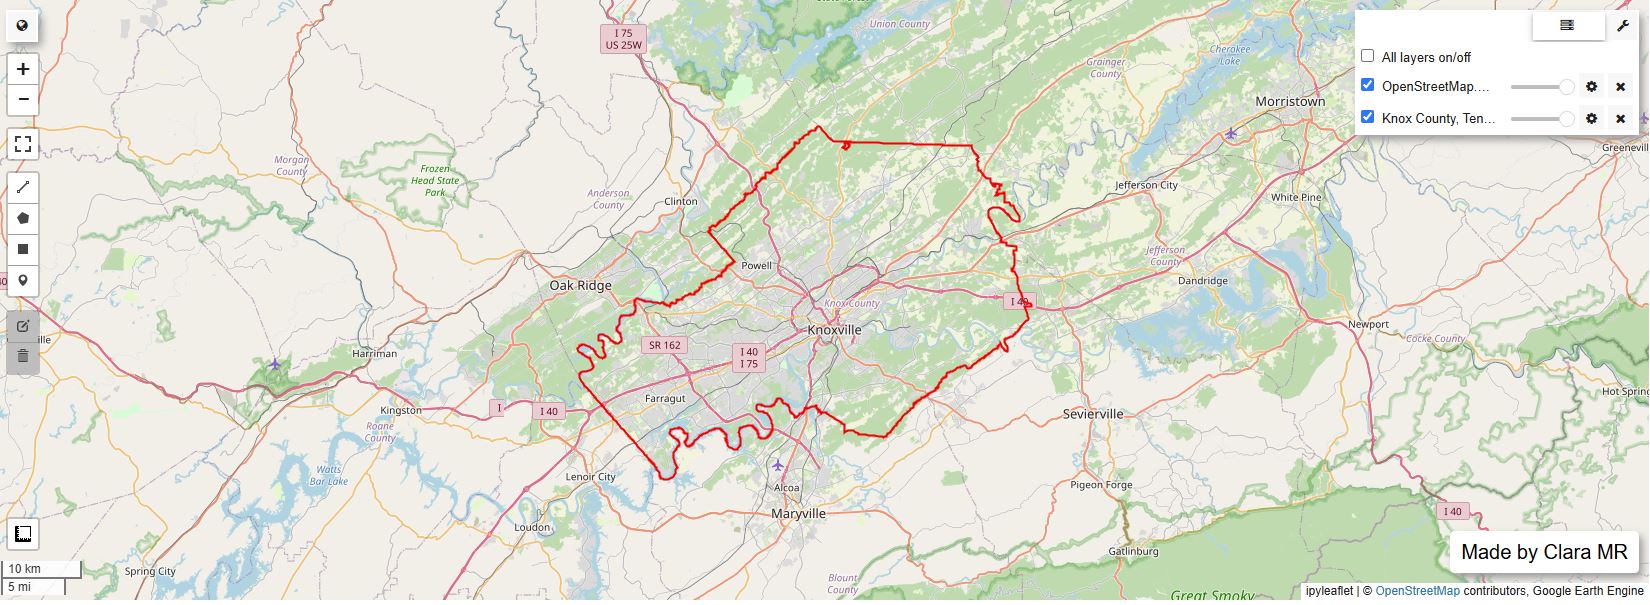 I 75
US 25W
Union County
Cherokee
Lake
Grainger
County
All layers on/off
OpenStreetMap....
Knox County, Ten...
Morristown
Greeneville
Morgan
County
Frozen
Head State
Park
Anderson
County
Clinton
Jefferson City
White Pine
Powell
Jefferson
County
Dandridge
Oak Ridge
Knox County
I 40
Knoxville
Newport
Cocke County
SR 162
I 40
I 75
Harriman
Hot Spring
Farragut
Kingston
I
I 40
Sevierville
Roane
County
Watts
Bar Lake
Lenoir City
Alcoa
Pigeon Forge
Maryville
I 40
Loudon
Gatlinburg
Made by Clara MR
10 km
5 mi
Spring City
Blount
County
Great Smoky
ipyleaflet | © OpenStreetMap contributors, Google Earth Engine